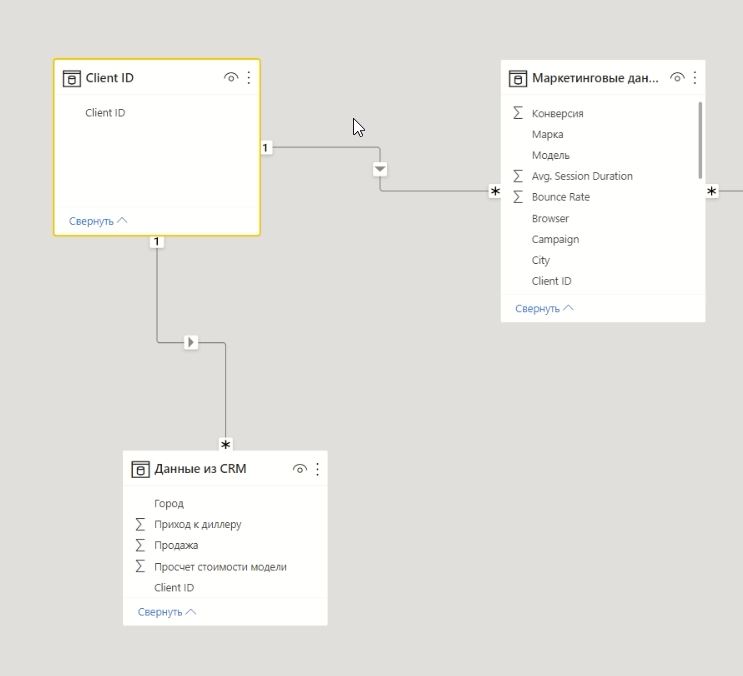 Client ID
Client ID
Свернуть
1
1
*
Маркетинговые дан...
Конверсия
Марка
Модель
Avg. Session Duration
Bounce Rate
Browser
Campaign
City
Client ID
Свернуть
*
*
Данные из CRM
Город
Приход к диллеру
Продажа
Просчет стоимости модели
Client ID
Свернуть